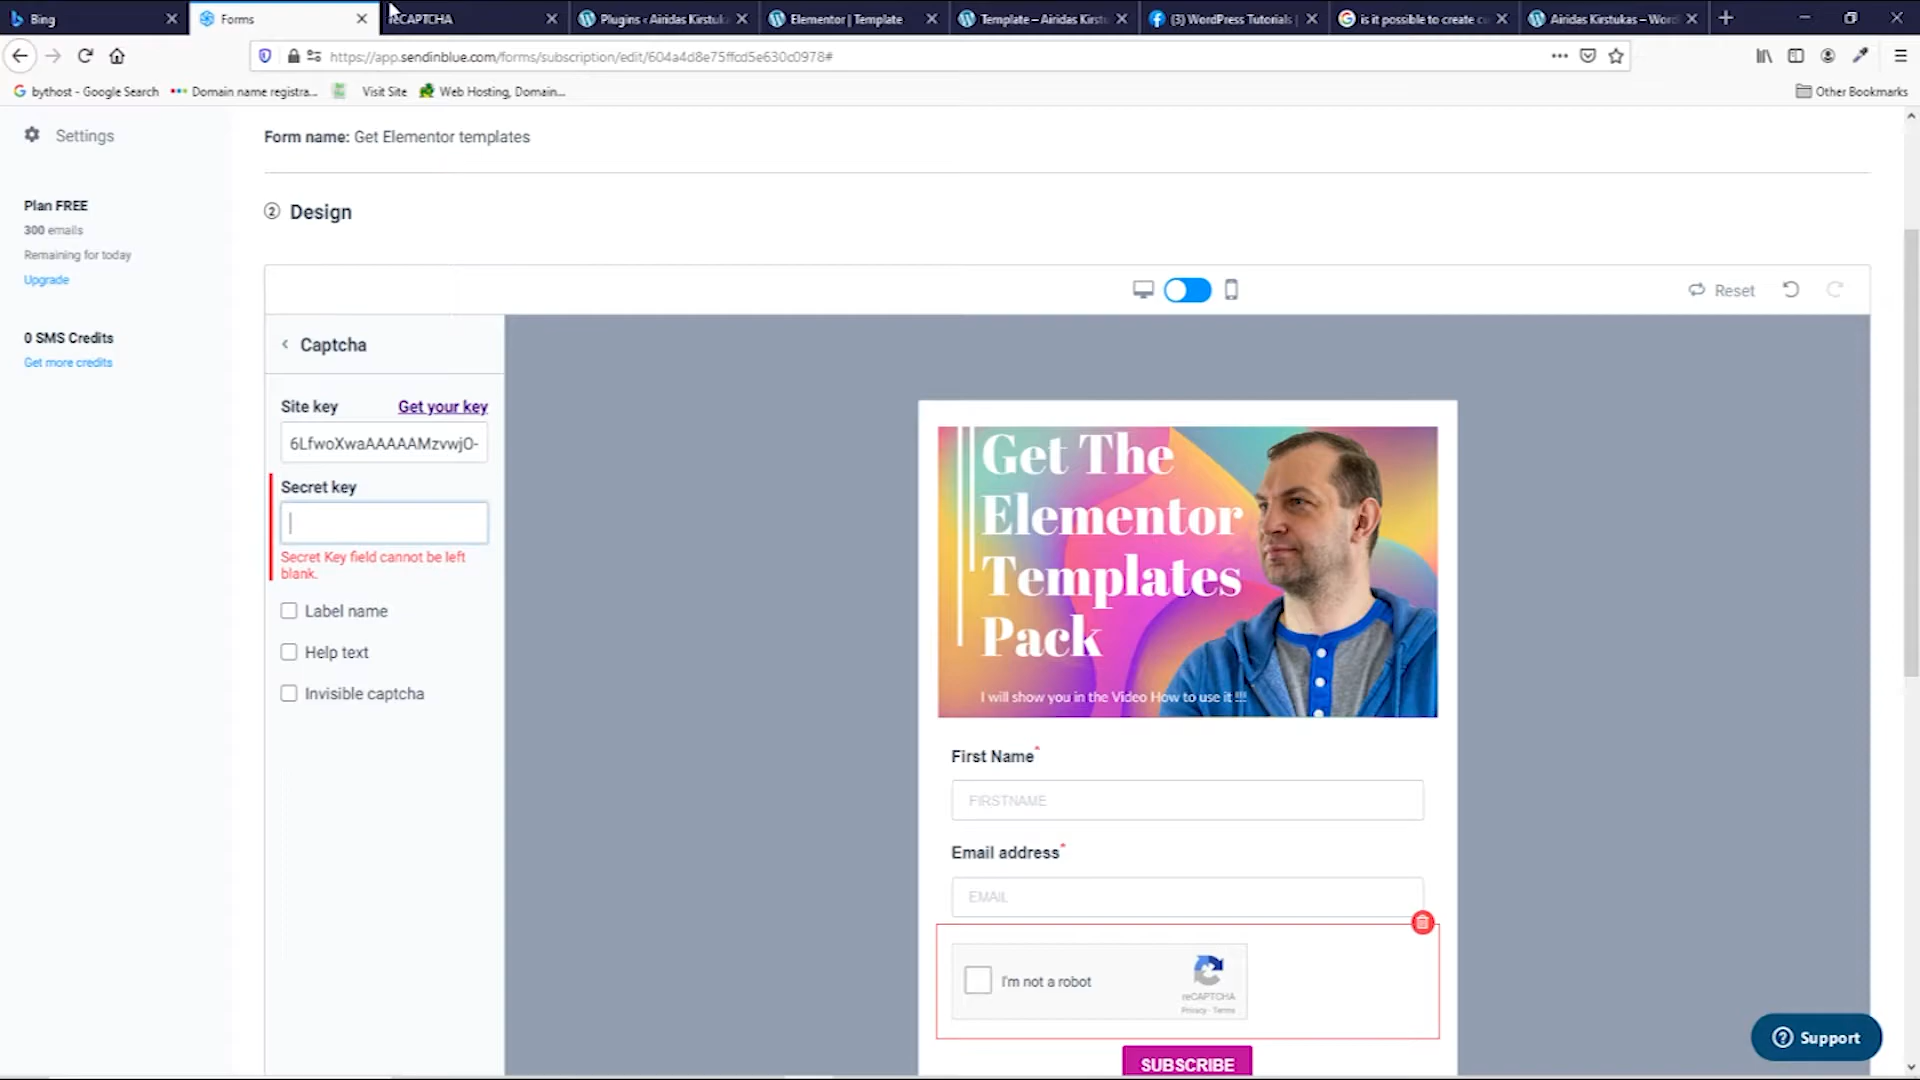 Bing
Forms
reCAPTCHA
Plugins ‹ Airidas Kirstuk
Elementor | Template
Template – Airidas Kirst
(3) WordPress Tutorials |
is it possible to create c
Airidas Kirstukas – Word
https://app.sendinblue.com/forms/subscription/edit/604a4d8e75ffcd5e630c0978#
bythost - Google Search
Domain name registra...
Visit Site
Web Hosting, Domain...
Other Bookmarks
Settings
Form name: Get Elementor templates
Plan FREE
300 emails
Remaining for today
Upgrade
0 SMS Credits
Get more credits
2 Design
Reset
Captcha
Site key
Get your key
6LfwoXwaAAAAAMzvwjO-
Secret key
Secret Key field cannot be left
blank.
Label name
Help text
Invisible captcha
Get The
Elementor
Templates
Pack
I will show you in the Video How to use it !!!
First Name*
FIRSTNAME
Email address*
EMAIL
I'm not a robot
reCAPTCHA
Privacy - Terms
SUBSCRIBE
Support